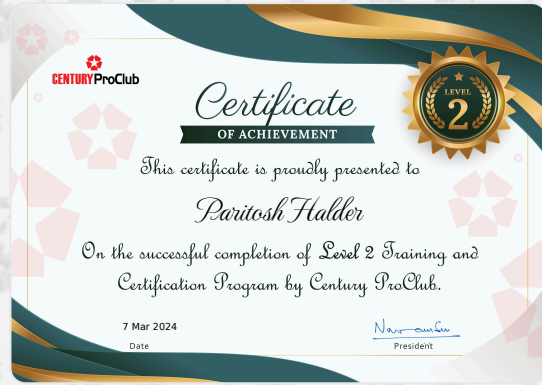 CENTURY ProClub
Certificate
OF ACHIEVEMENT
LEVEL
2
This certificate is proudly presented to
Paritosh Halder
On the successful completion of Level 2 Training and
Certification Program by Century ProClub.
7 Mar 2024
Date
President